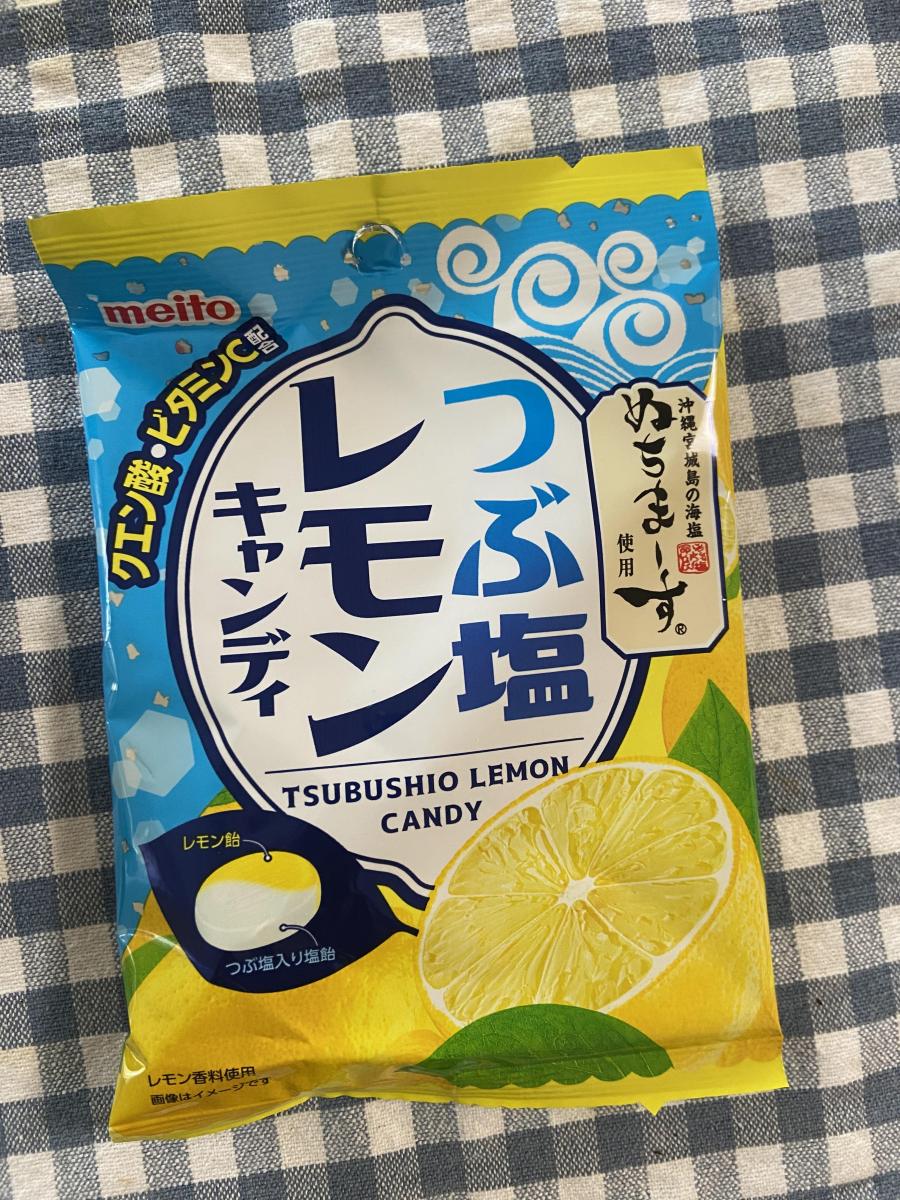 meito
クエン酸・ビタミンC配合
つぶ塩
レモン
キャンディ
沖縄宮城島の海塩
ぬちまーす®
使用
TSUBUSHIO LEMON
CANDY
レモン飴
つぶ塩入り塩飴
レモン香料使用
画像はイメージです